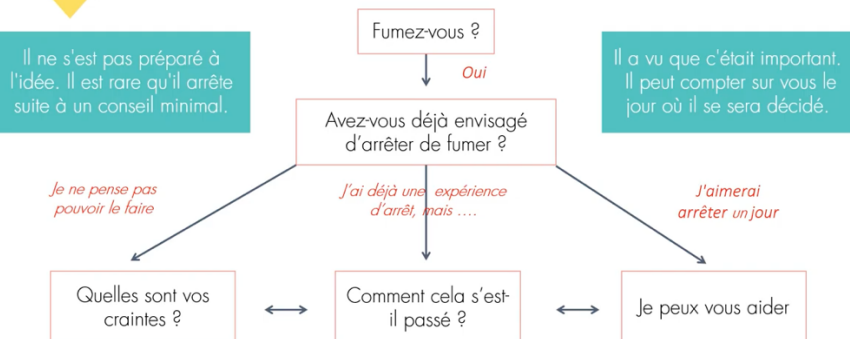 Fumez-vous ?
Il ne s'est pas préparé à
l'idée. Il est rare qu'il arrête
suite à un conseil minimal.
Il a vu que c'était important.
Il peut compter sur vous le
jour où il se sera décidé.
Oui
Avez-vous déjà envisagé
d'arrêter de fumer ?
Je ne pense pas
pouvoir le faire
J'ai déjà une expérience
d'arrêt, mais ....
J'aimerai
arrêter un jour
Quelles sont vos
craintes ?
Comment cela s'est-
il passé ?
Je peux vous aider